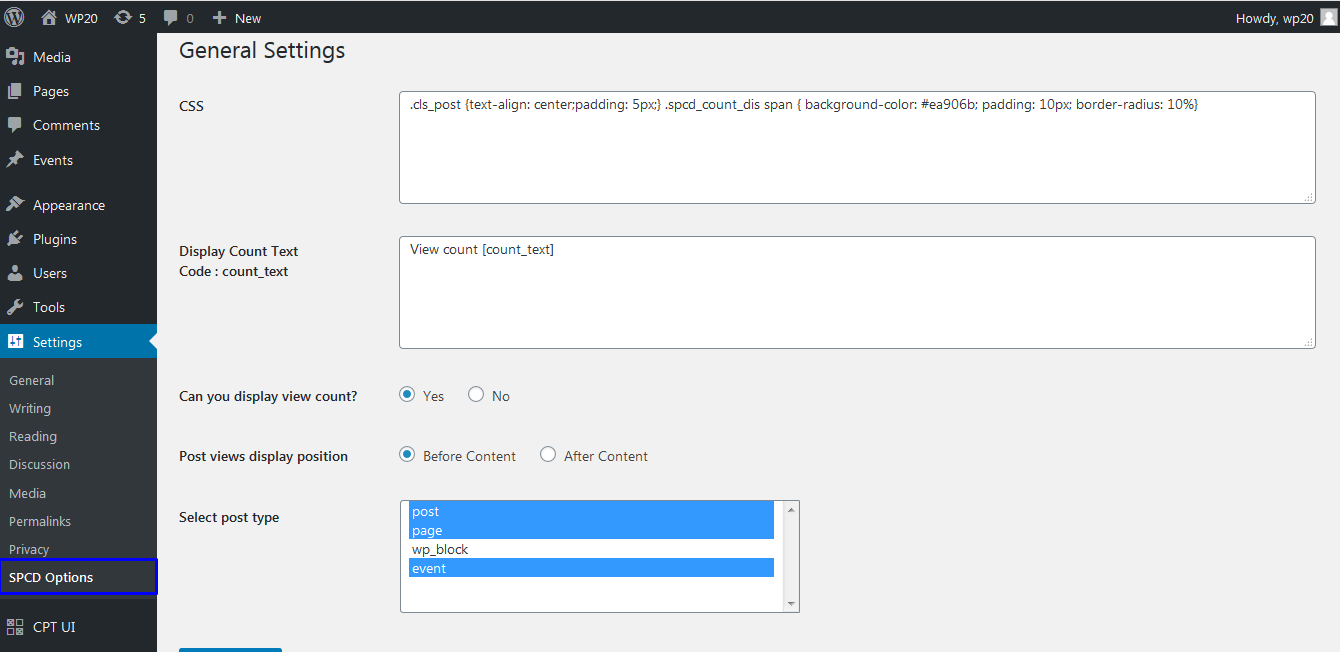 WP20 5 0 New Howdy, wp20
Media
Pages
Comments
Events
Appearance
Plugins
Users
Tools
Settings
General
Writing
Reading
Discussion
Media
Permalinks
Privacy
SPCD Options
CPT UI
General Settings
CSS
.cls_post {text-align: center;padding: 5px;} .spcd_count_dis span { background-color: #ea906b; padding: 10px; border-radius: 10%}
Display Count Text
Code : count_text
View count [count_text]
Can you display view count? Yes No
Post views display position Before Content After Content
Select post type
post
page
wp_block
event